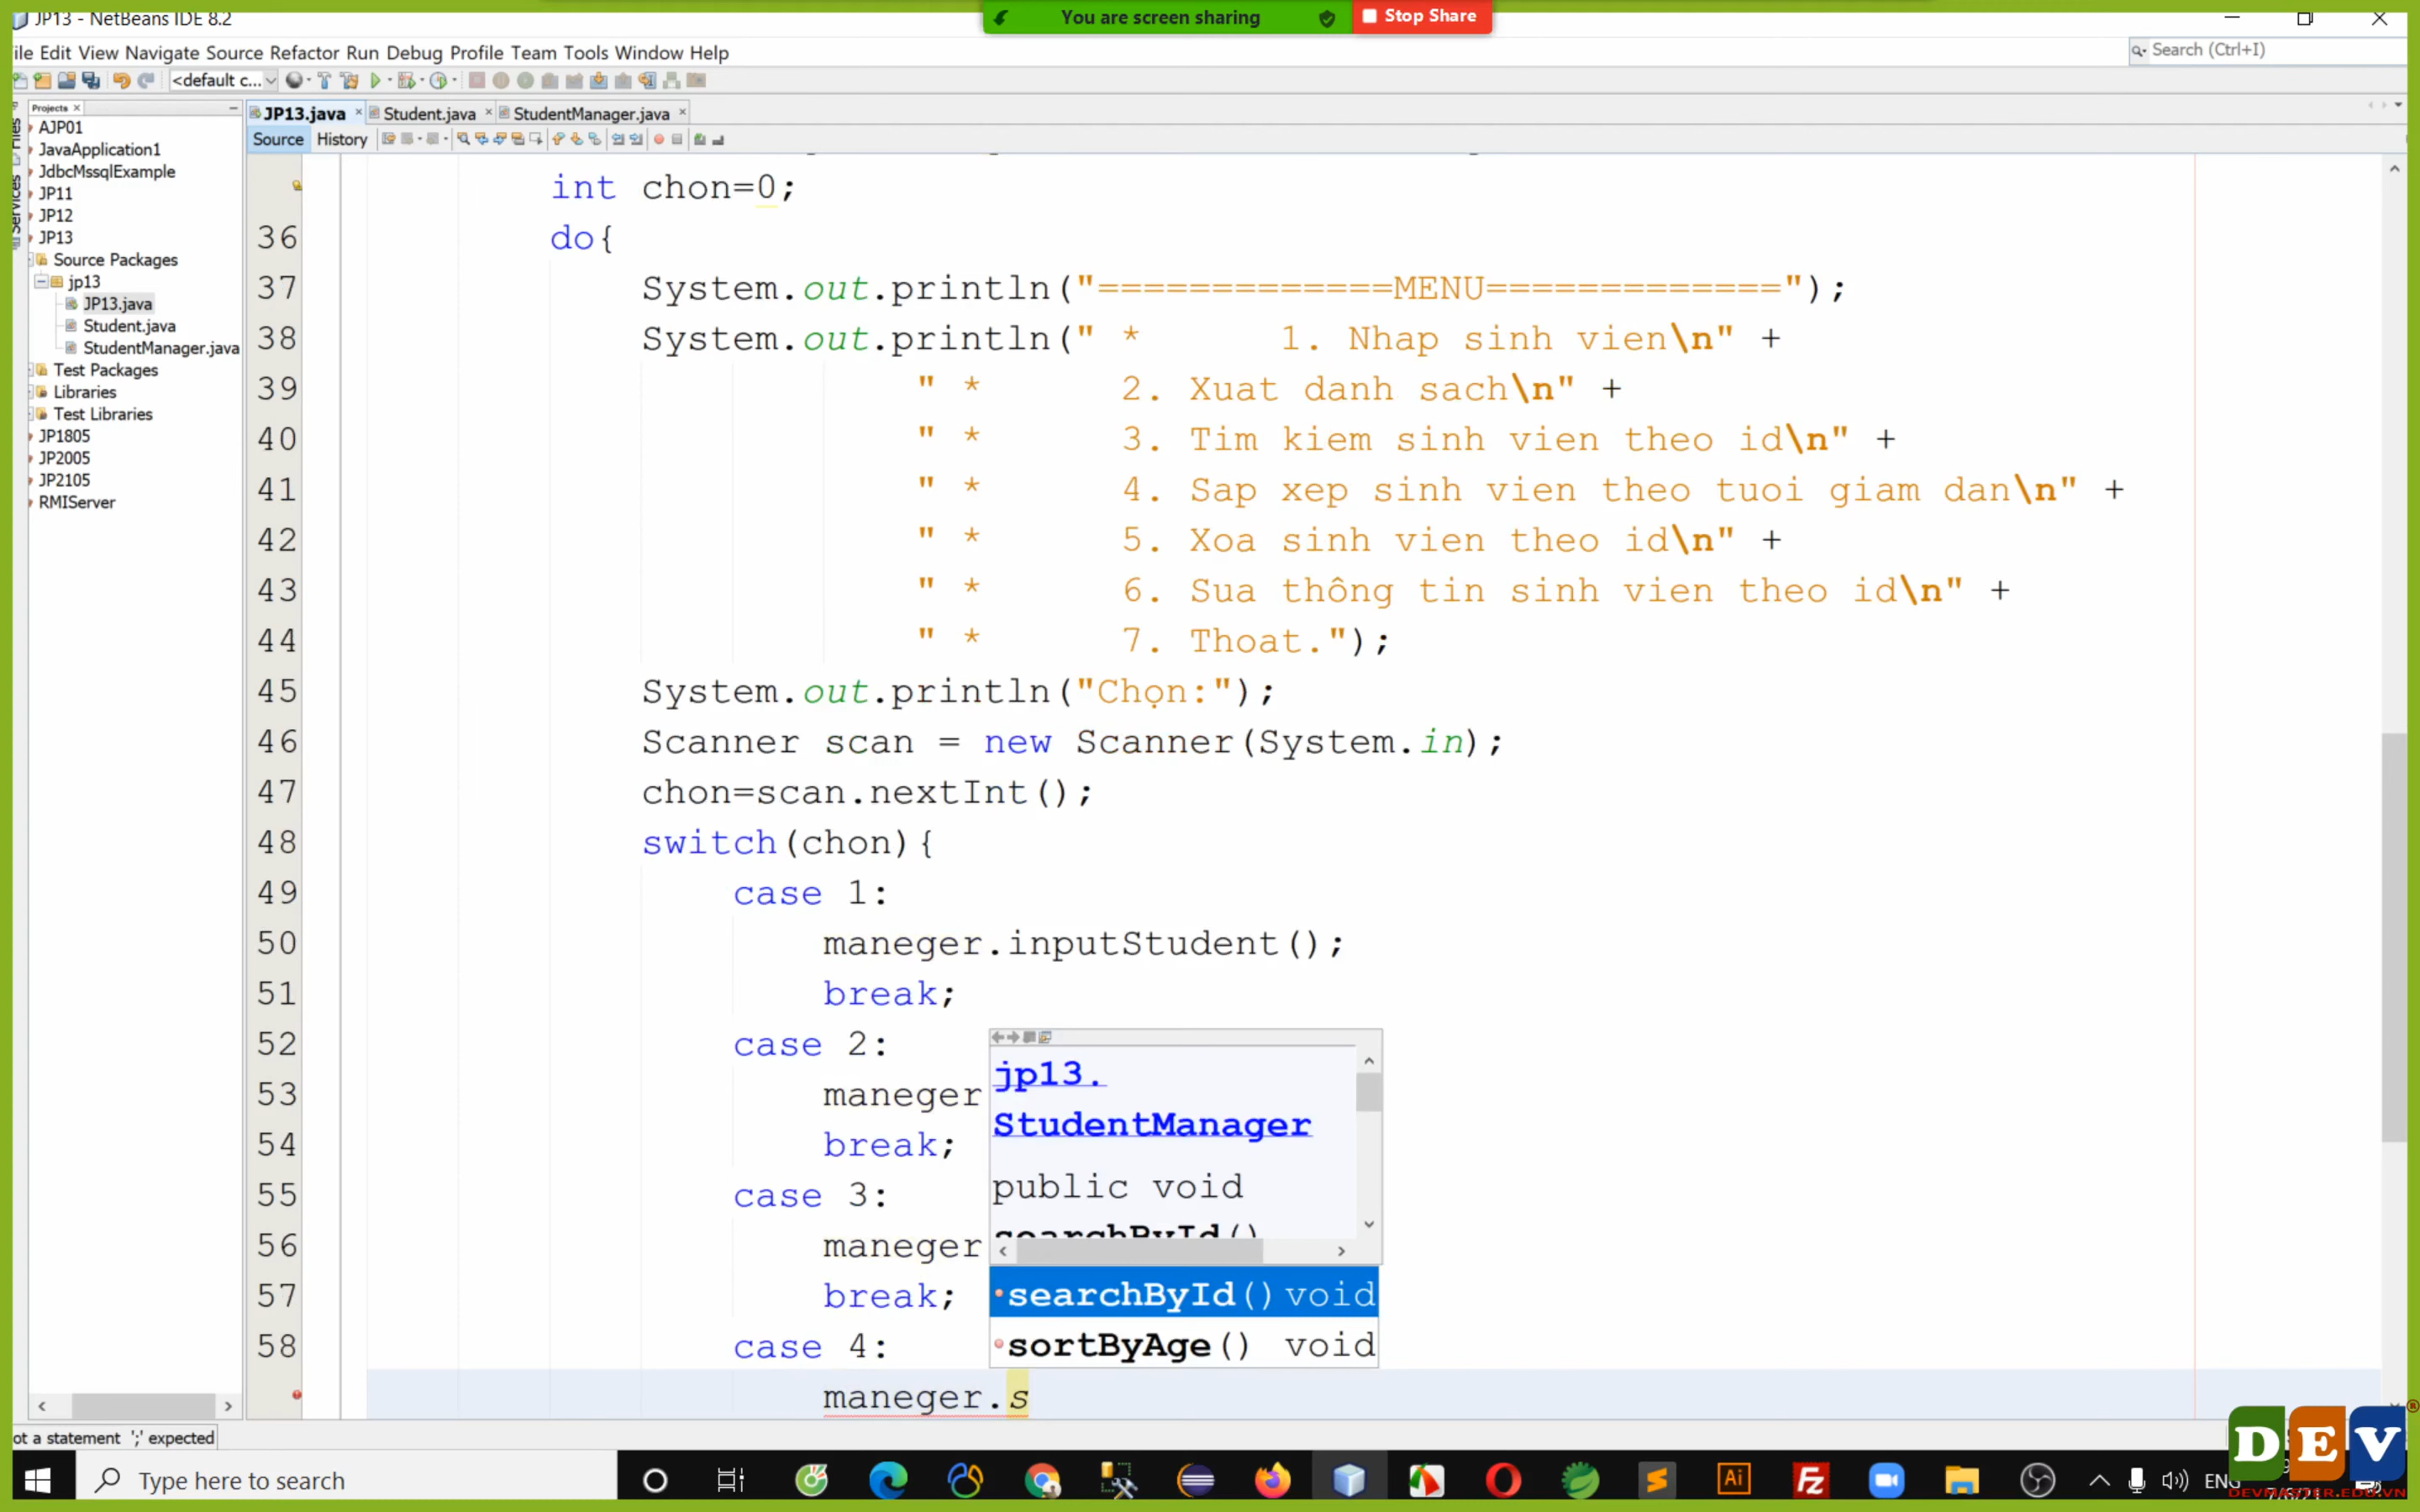 JP13 - NetBeans IDE 8.2
You are screen sharing
Stop Share
ile Edit View Navigate Source Refactor Run Debug Profile Team Tools Window Help
Search (Ctrl+I)
<default c...
Projects
Files
Services
AJP01
JavaApplication1
JdbcMssqlExample
JP11
JP12
JP13
Source Packages
jp13
JP13.java
Student.java
StudentManager.java
Test Packages
Libraries
Test Libraries
JP1805
JP2005
JP2105
RMIServer
JP13.java Student.java StudentManager.java
Source History
int chon=0;
36 do{
37 System.out.println("=============MENU=============");
38 System.out.println(" * 1. Nhap sinh vien\n" +
39 " * 2. Xuat danh sach\n" +
40 " * 3. Tim kiem sinh vien theo id\n" +
41 " * 4. Sap xep sinh vien theo tuoi giam dan\n" +
42 " * 5. Xoa sinh vien theo id\n" +
43 " * 6. Sua thông tin sinh vien theo id\n" +
44 " * 7. Thoat.");
45 System.out.println("Chọn:");
46 Scanner scan = new Scanner(System.in);
47 chon=scan.nextInt();
48 switch(chon){
49 case 1:
50 maneger.inputStudent();
51 break;
52 case 2:
53 maneger
54 break;
55 case 3:
56 maneger
57 break;
58 case 4:
maneger.s
jp13.
StudentManager
public void
searchById()
searchById() void
sortByAge() void
ot a statement ';' expected
Type here to search
ENG
DEV
DEVMASTER.EDU.VN